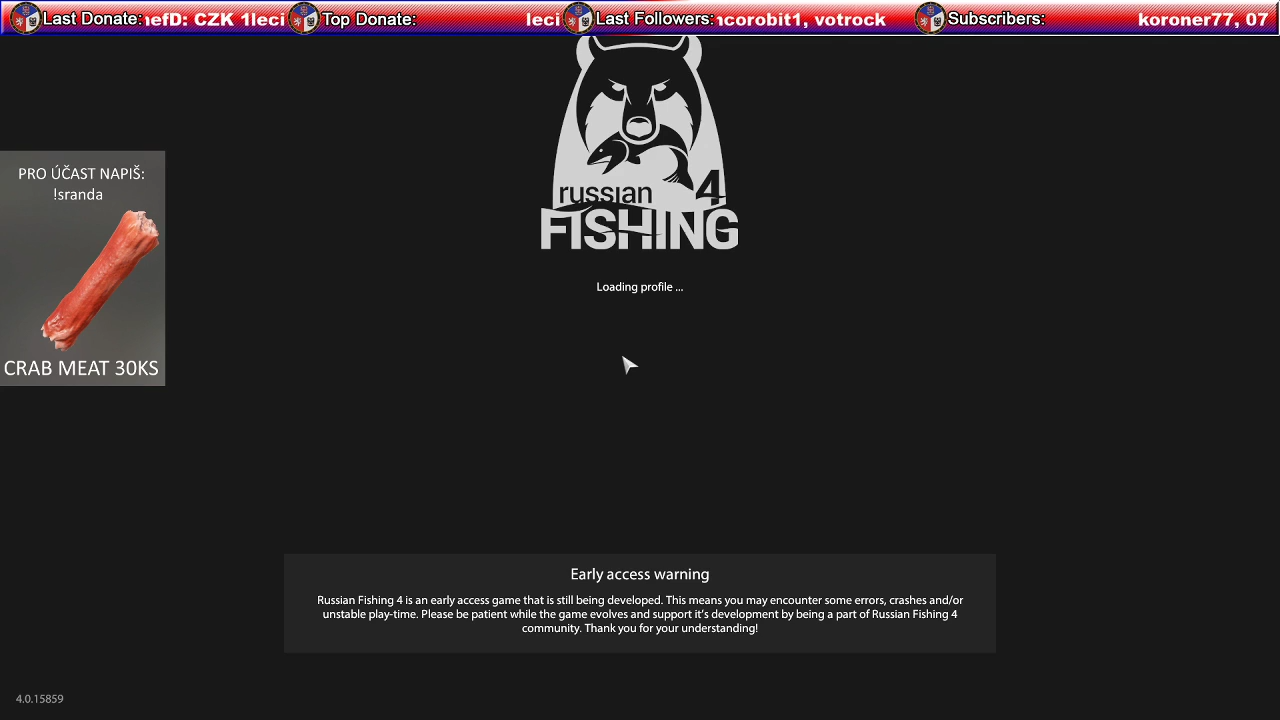 Last Donate: nefD: CZK 1leci Top Donate: leci Last Followers: ncorobit1, votrock Subscribers: koroner77, 07
russian 4
FISHING
PRO ÚČAST NAPIŠ:
!sranda
CRAB MEAT 30KS
Loading profile ...
Early access warning
Russian Fishing 4 is an early access game that is still being developed. This means you may encounter some errors, crashes and/or
unstable play-time. Please be patient while the game evolves and support it's development by being a part of Russian Fishing 4
community. Thank you for your understanding!
4.0.15859